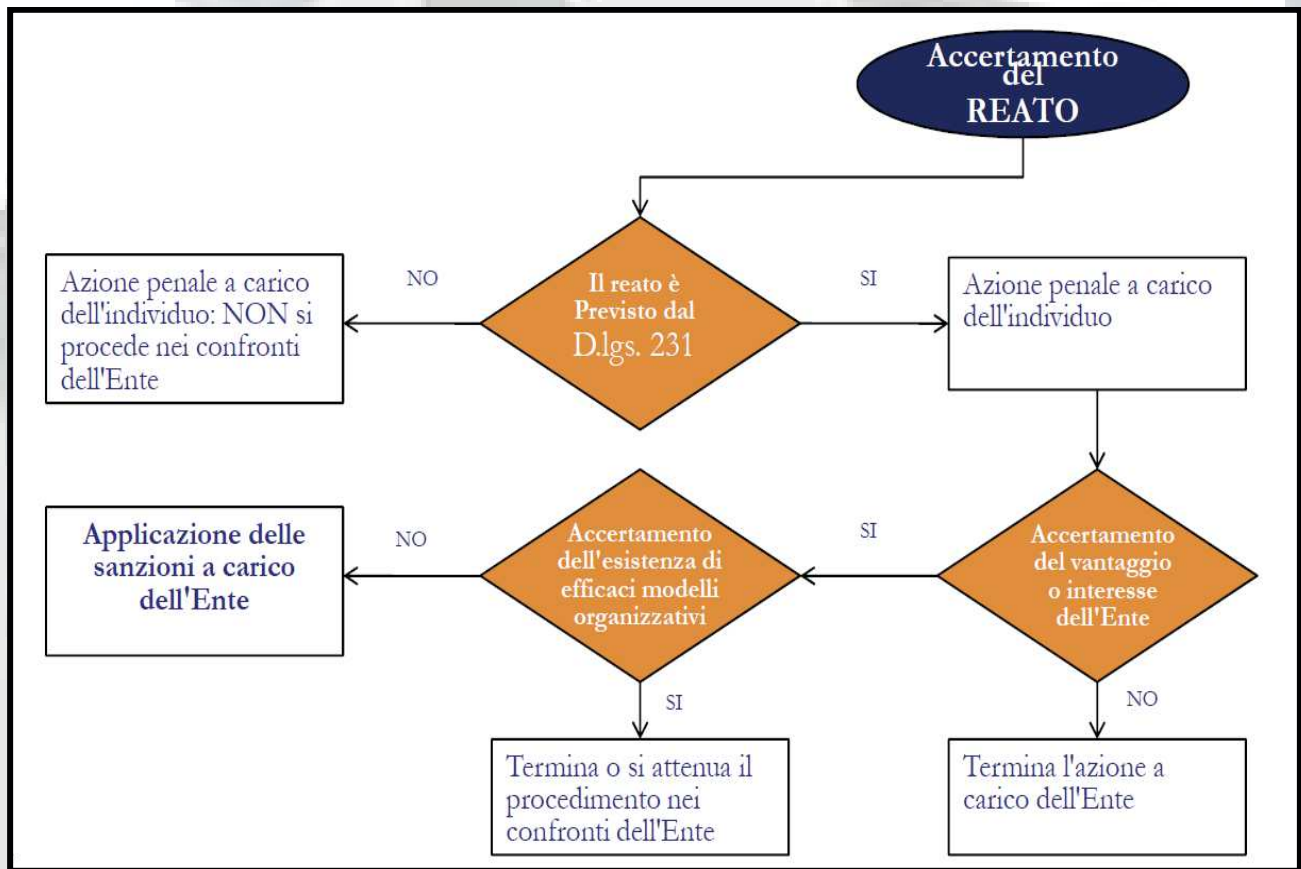 Accertamento
del
REATO
Azione penale a carico
dell'individuo: NON si
procede nei confronti
dell'Ente
NO
Il reato è
Previsto dal
D.lgs. 231
SI
Azione penale a carico
dell'individuo
Applicazione delle
sanzioni a carico
dell'Ente
NO
Accertamento
dell'esistenza di
efficaci modelli
organizzativi
SI
Accertamento
del vantaggio
o interesse
dell'Ente
SI
NO
Termina o si attenua il
procedimento nei
confronti dell'Ente
Termina l'azione a
carico dell'Ente